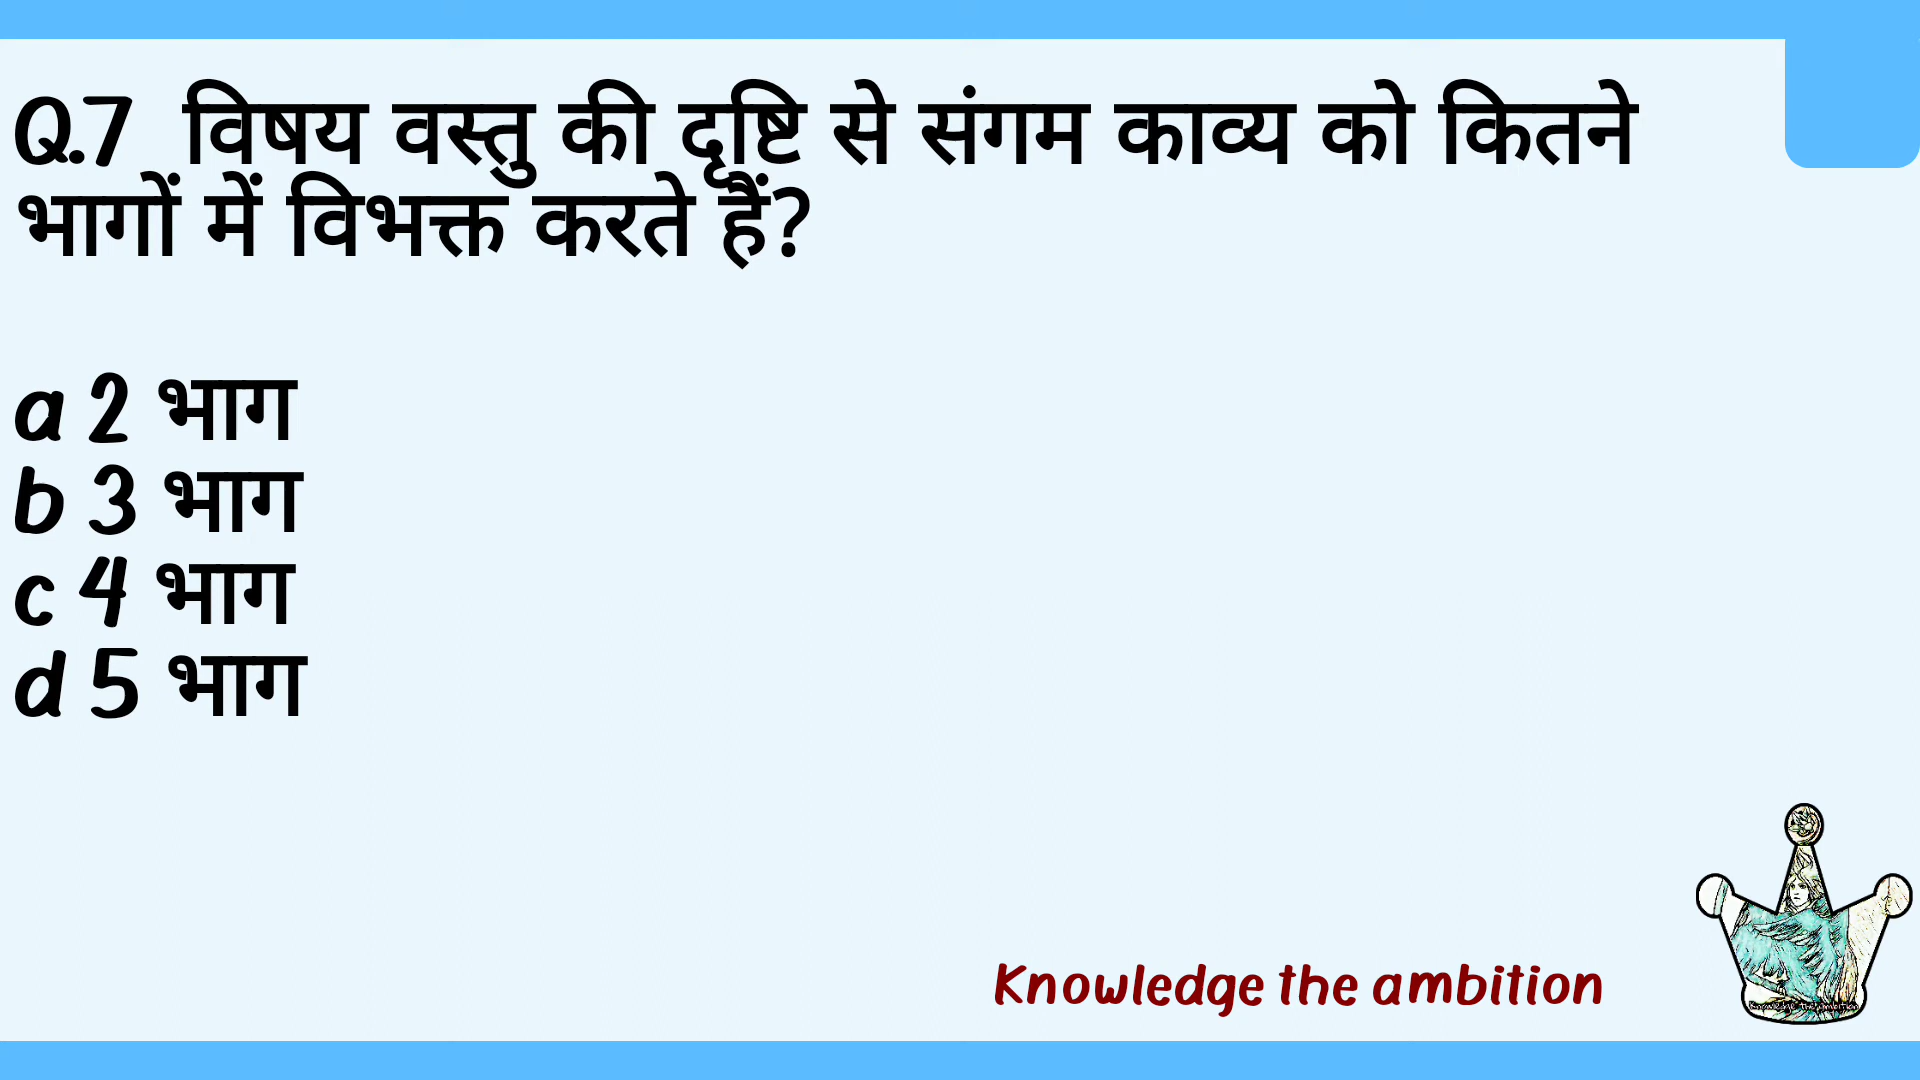 Q.7 विषय वस्तु की दृष्टि से संगम काव्य को कितने
भागों में विभक्त करते हैं?
a 2 भाग
b 3 भाग
c 4 भाग
d 5 भाग
Knowledge the ambition